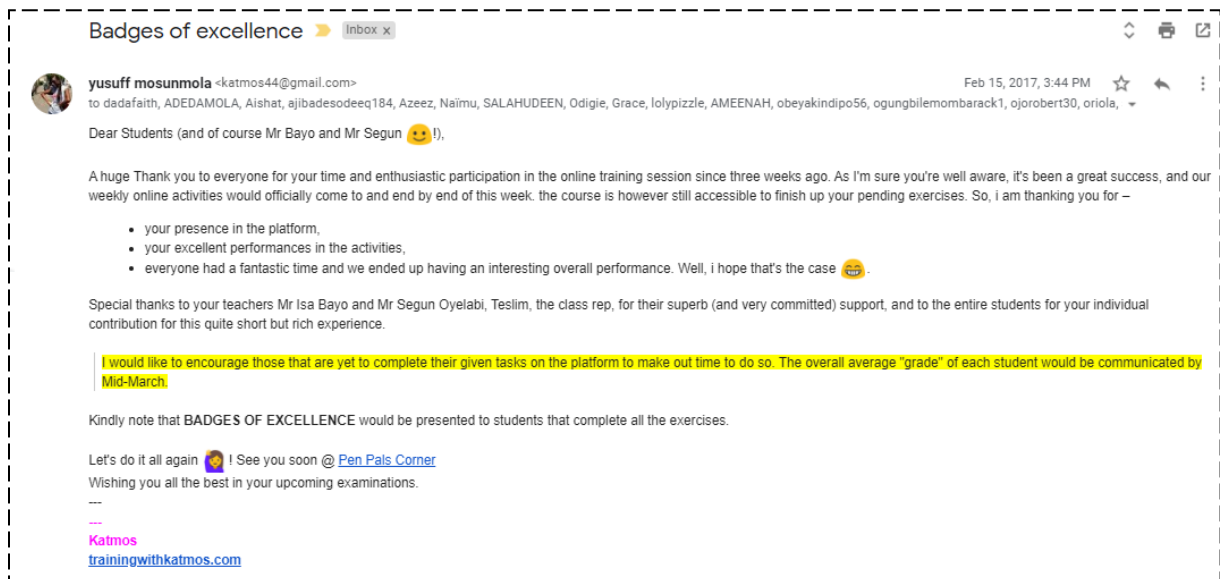 Badges of excellence Inbox x
yusuff mosunmola <katmos44@gmail.com> Feb 15, 2017, 3:44 PM
to dadafaith, ADEDAMOLA, Aishat, ajibadesodeeq184, Azeez, Naïmu, SALAHUDEEN, Odigie, Grace, lolypizzle, AMEENAH, obeyakindipo56, ogungbilemombarack1, ojorobert30, oriola,
Dear Students (and of course Mr Bayo and Mr Segun 🙂!),
A huge Thank you to everyone for your time and enthusiastic participation in the online training session since three weeks ago. As I'm sure you're well aware, it's been a great success, and our
weekly online activities would officially come to and end by end of this week. the course is however still accessible to finish up your pending exercises. So, i am thanking you for –
• your presence in the platform,
• your excellent performances in the activities,
• everyone had a fantastic time and we ended up having an interesting overall performance. Well, i hope that's the case 😁.
Special thanks to your teachers Mr Isa Bayo and Mr Segun Oyelabi, Teslim, the class rep, for their superb (and very committed) support, and to the entire students for your individual
contribution for this quite short but rich experience.
I would like to encourage those that are yet to complete their given tasks on the platform to make out time to do so. The overall average "grade" of each student would be communicated by
Mid-March.
Kindly note that BADGES OF EXCELLENCE would be presented to students that complete all the exercises.
Let's do it all again 🙋 ! See you soon @ Pen Pals Corner
Wishing you all the best in your upcoming examinations.
---
---
Katmos
trainingwithkatmos.com